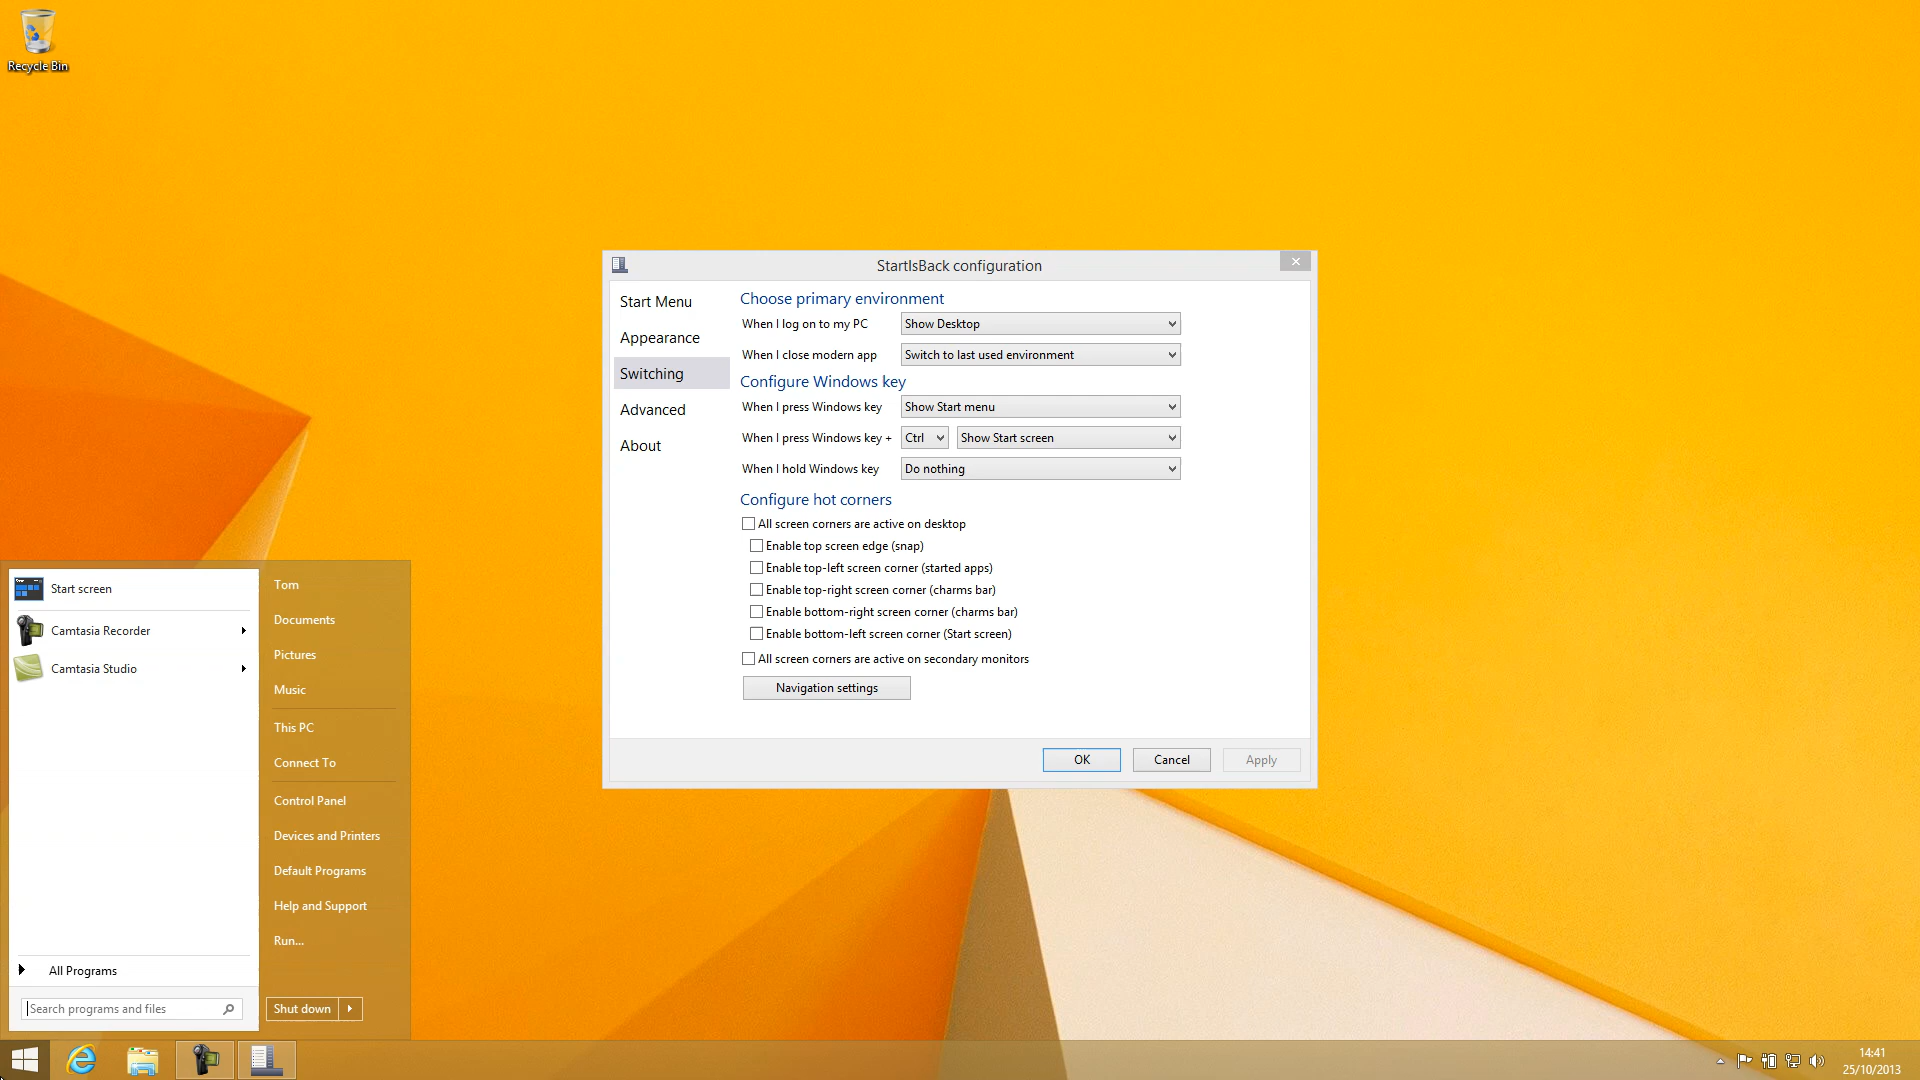 Recycle Bin
StartIsBack configuration
Start Menu
Appearance
Switching
Advanced
About
Choose primary environment
When I log on to my PC Show Desktop
When I close modern app Switch to last used environment
Configure Windows key
When I press Windows key Show Start menu
When I press Windows key + Ctrl Show Start screen
When I hold Windows key Do nothing
Configure hot corners
All screen corners are active on desktop
Enable top screen edge (snap)
Enable top-left screen corner (started apps)
Enable top-right screen corner (charms bar)
Enable bottom-right screen corner (charms bar)
Enable bottom-left screen corner (Start screen)
All screen corners are active on secondary monitors
Navigation settings
OK Cancel Apply
Start screen
Camtasia Recorder
Camtasia Studio
All Programs
Search programs and files
Tom
Documents
Pictures
Music
This PC
Connect To
Control Panel
Devices and Printers
Default Programs
Help and Support
Run...
Shut down
14:41
25/10/2013